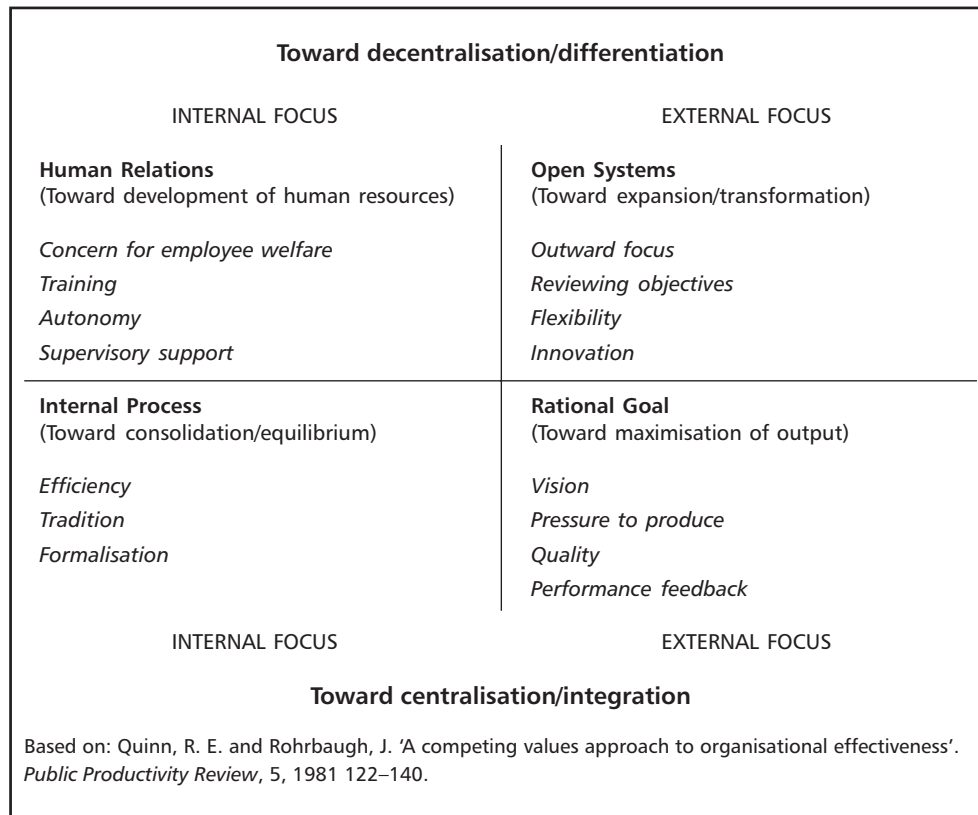 Toward decentralisation/differentiation
INTERNAL FOCUS
EXTERNAL FOCUS
Human Relations
(Toward development of human resources)
Concern for employee welfare
Training
Autonomy
Supervisory support
Open Systems
(Toward expansion/transformation)
Outward focus
Reviewing objectives
Flexibility
Innovation
Internal Process
(Toward consolidation/equilibrium)
Efficiency
Tradition
Formalisation
Rational Goal
(Toward maximisation of output)
Vision
Pressure to produce
Quality
Performance feedback
INTERNAL FOCUS
EXTERNAL FOCUS
Toward centralisation/integration
Based on: Quinn, R. E. and Rohrbaugh, J. ‘A competing values approach to organisational effectiveness’.
Public Productivity Review, 5, 1981 122–140.